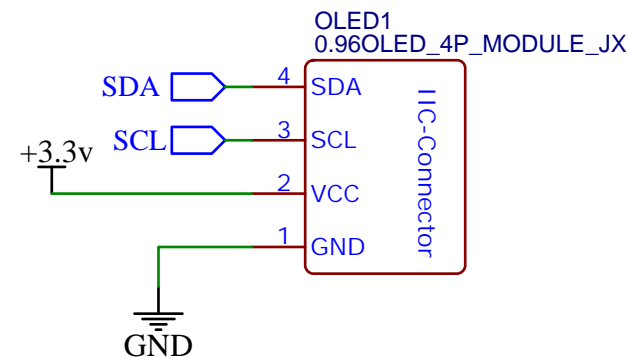 OLED1
0.96OLED_4P_MODULE_JX
SDA 4 SDA
SCL 3 SCL
+3.3v
2 VCC
1 GND
IIC-Connector
GND